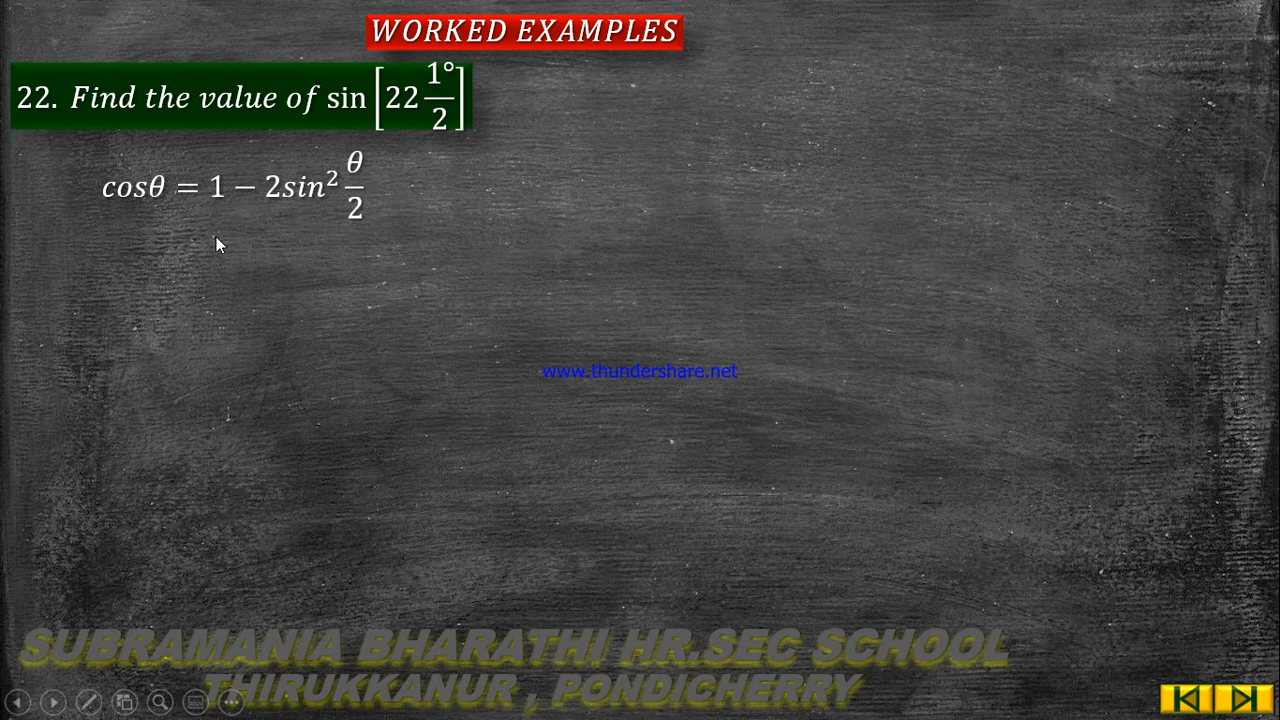 WORKED EXAMPLES
22. Find the value of sin [22 1°/2]
cosθ = 1 − 2sin² θ/2
www.thundershare.net
SUBRAMANIA BHARATHI HR.SEC SCHOOL
THIRUKKANUR , PONDICHERRY